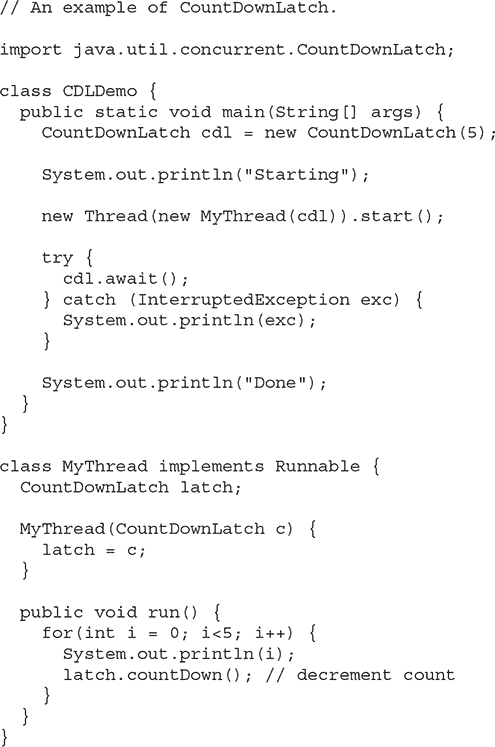 // An example of CountDownLatch.

import java.util.concurrent.CountDownLatch;

class CDLDemo {
  public static void main(String[] args) {
    CountDownLatch cdl = new CountDownLatch(5);

    System.out.println("Starting");

    new Thread(new MyThread(cdl)).start();

    try {
      cdl.await();
    } catch (InterruptedException exc) {
      System.out.println(exc);
    }

    System.out.println("Done");
  }
}

class MyThread implements Runnable {
  CountDownLatch latch;

  MyThread(CountDownLatch c) {
    latch = c;
  }

  public void run() {
    for(int i = 0; i<5; i++) {
      System.out.println(i);
      latch.countDown(); // decrement count
    }
  }
}